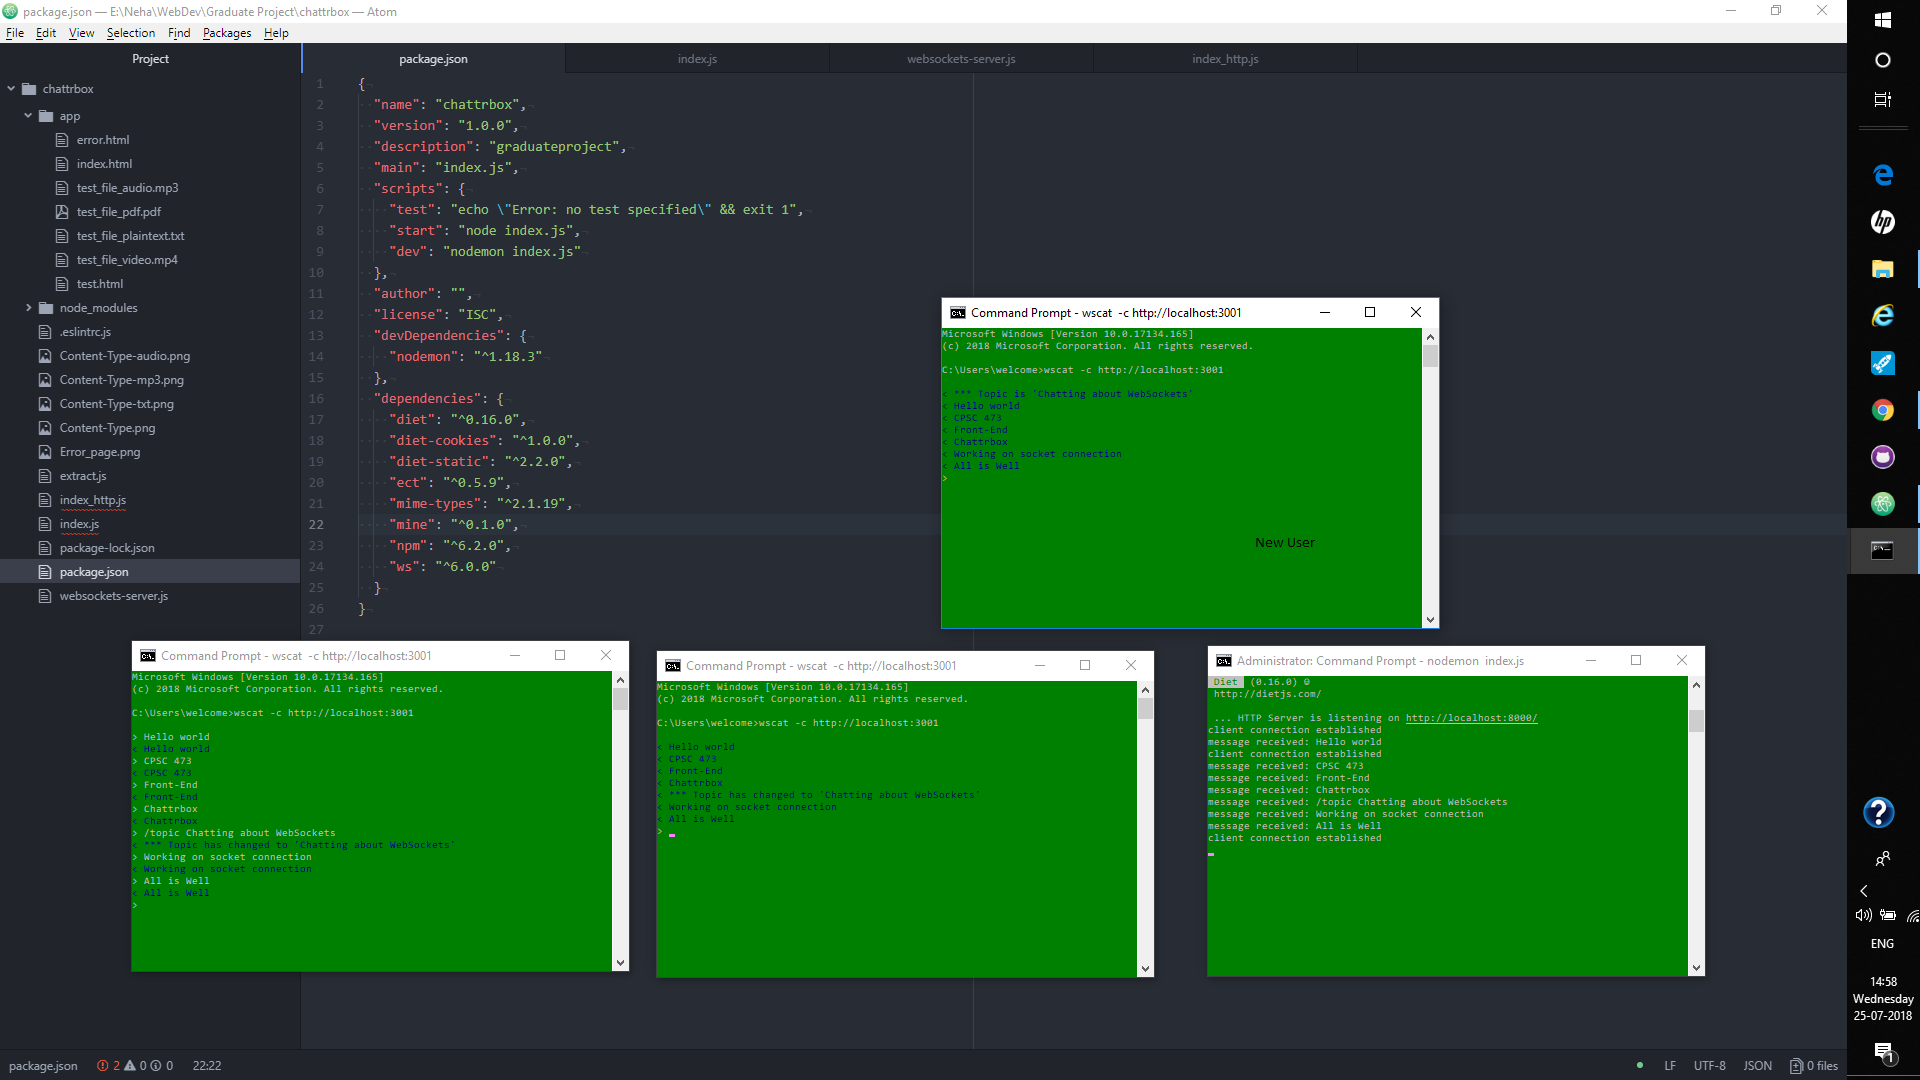 package.json — E:\Neha\WebDev\Graduate Project\chattrbox — Atom
File Edit View Selection Find Packages Help
Project
chattrbox
app
error.html
index.html
test_file_audio.mp3
test_file_pdf.pdf
test_file_plaintext.txt
test_file_video.mp4
test.html
node_modules
.eslintrc.js
Content-Type-audio.png
Content-Type-mp3.png
Content-Type-txt.png
Content-Type.png
Error_page.png
extract.js
index_http.js
index.js
package-lock.json
package.json
websockets-server.js
package.json index.js websockets-server.js index_http.js
1 {
2 "name": "chattrbox",
3 "version": "1.0.0",
4 "description": "graduateproject",
5 "main": "index.js",
6 "scripts": {
7 "test": "echo \"Error: no test specified\" && exit 1",
8 "start": "node index.js",
9 "dev": "nodemon index.js"
10 },
11 "author": "",
12 "license": "ISC",
13 "devDependencies": {
14 "nodemon": "^1.18.3"
15 },
16 "dependencies": {
17 "diet": "^0.16.0",
18 "diet-cookies": "^1.0.0",
19 "diet-static": "^2.2.0",
20 "ect": "^0.5.9",
21 "mime-types": "^2.1.19",
22 "mine": "^0.1.0",
23 "npm": "^6.2.0",
24 "ws": "^6.0.0"
25 }
26 }
27
Command Prompt - wscat -c http://localhost:3001
Microsoft Windows [Version 10.0.17134.165]
(c) 2018 Microsoft Corporation. All rights reserved.
C:\Users\welcome>wscat -c http://localhost:3001
< *** Topic is 'Chatting about WebSockets'
< Hello world
< CPSC 473
< Front-End
< Chattrbox
< Working on socket connection
< All is Well
>
New User
Command Prompt - wscat -c http://localhost:3001
Microsoft Windows [Version 10.0.17134.165]
(c) 2018 Microsoft Corporation. All rights reserved.
C:\Users\welcome>wscat -c http://localhost:3001
> Hello world
< Hello world
> CPSC 473
< CPSC 473
> Front-End
< Front-End
> Chattrbox
< Chattrbox
> /topic Chatting about WebSockets
< *** Topic has changed to 'Chatting about WebSockets'
> Working on socket connection
< Working on socket connection
> All is Well
< All is Well
>
Command Prompt - wscat -c http://localhost:3001
Microsoft Windows [Version 10.0.17134.165]
(c) 2018 Microsoft Corporation. All rights reserved.
C:\Users\welcome>wscat -c http://localhost:3001
< Hello world
< CPSC 473
< Front-End
< Chattrbox
< *** Topic has changed to 'Chatting about WebSockets'
< Working on socket connection
< All is Well
>
Administrator: Command Prompt - nodemon index.js
Diet (0.16.0) ☺
http://dietjs.com/
... HTTP Server is listening on http://localhost:8000/
client connection established
message received: Hello world
client connection established
message received: CPSC 473
message received: Front-End
message received: Chattrbox
message received: /topic Chatting about WebSockets
message received: Working on socket connection
message received: All is Well
client connection established
package.json 2 0 0 22:22
LF UTF-8 JSON 0 files
hp
ENG
14:58
Wednesday
25-07-2018
1